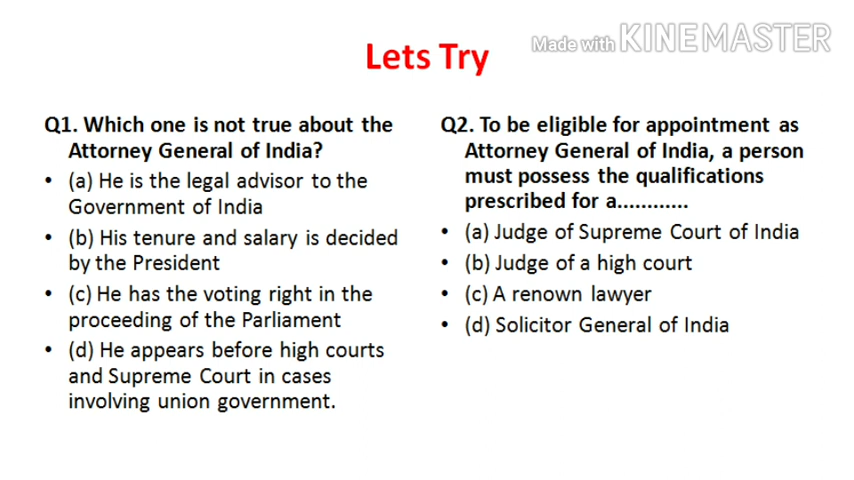 Made with KINEMASTER
Lets Try
Q1. Which one is not true about the
Attorney General of India?
• (a) He is the legal advisor to the
Government of India
• (b) His tenure and salary is decided
by the President
• (c) He has the voting right in the
proceeding of the Parliament
• (d) He appears before high courts
and Supreme Court in cases
involving union government.
Q2. To be eligible for appointment as
Attorney General of India, a person
must possess the qualifications
prescribed for a............
• (a) Judge of Supreme Court of India
• (b) Judge of a high court
• (c) A renown lawyer
• (d) Solicitor General of India